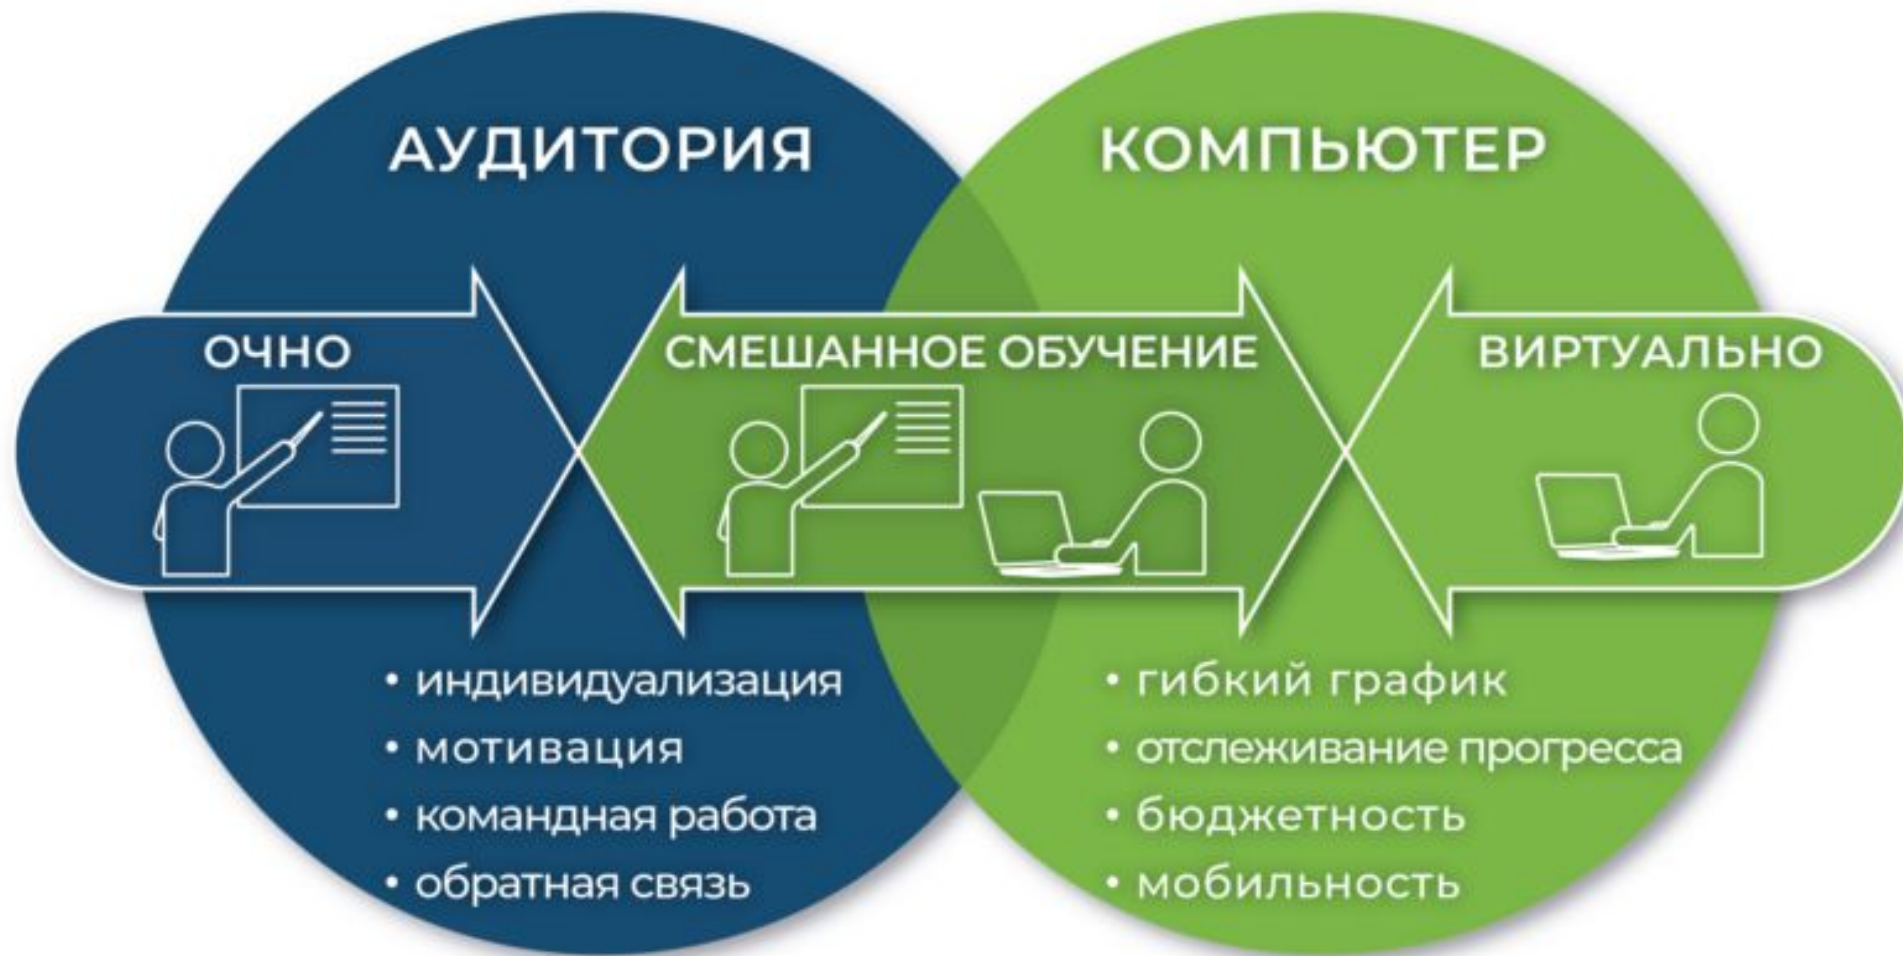 АУДИТОРИЯ
КОМПЬЮТЕР
ОЧНО
СМЕШАННОЕ ОБУЧЕНИЕ
ВИРТУАЛЬНО
• индивидуализация
• мотивация
• командная работа
• обратная связь
• гибкий график
• отслеживание прогресса
• бюджетность
• мобильность